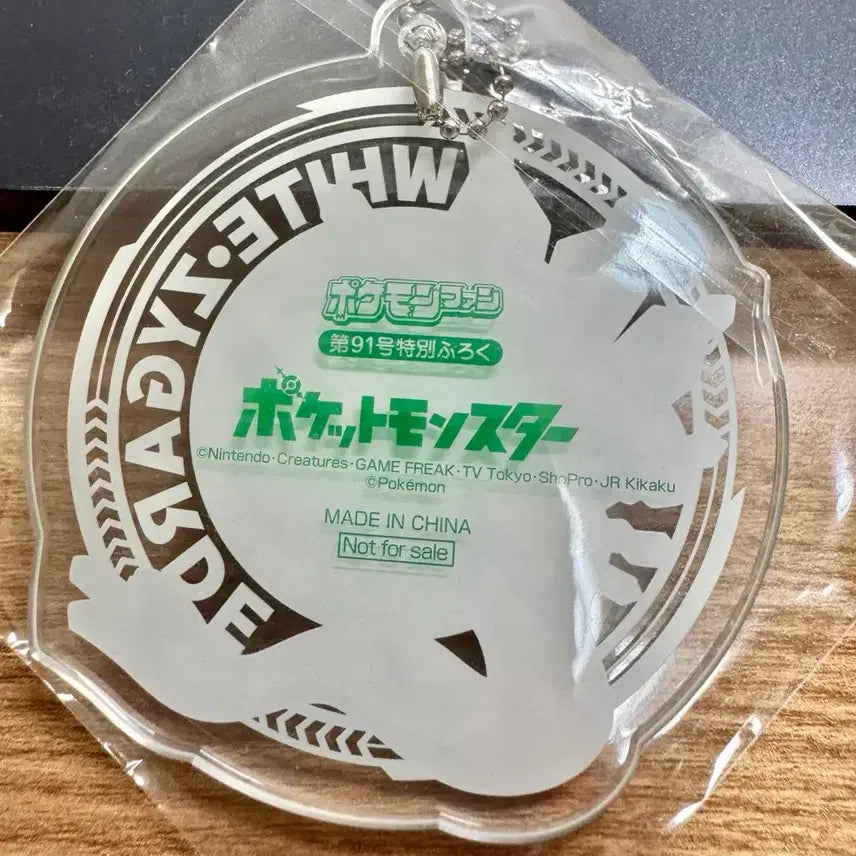 WHITE•ZYGARDE
ポケモンファン
第91号特別ふろく
ポケットモンスター
©Nintendo・Creatures・GAME FREAK・TV Tokyo・ShoPro・JR Kikaku
©Pokémon
MADE IN CHINA
Not for sale